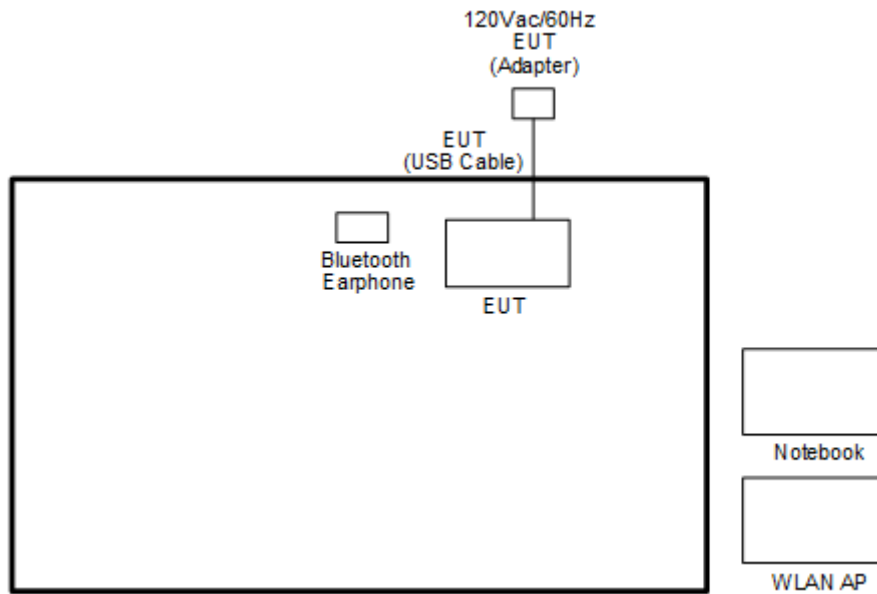 120Vac/60Hz
EUT
(Adapter)
EUT
(USB Cable)
Bluetooth
Earphone
EUT
Notebook
WLAN AP